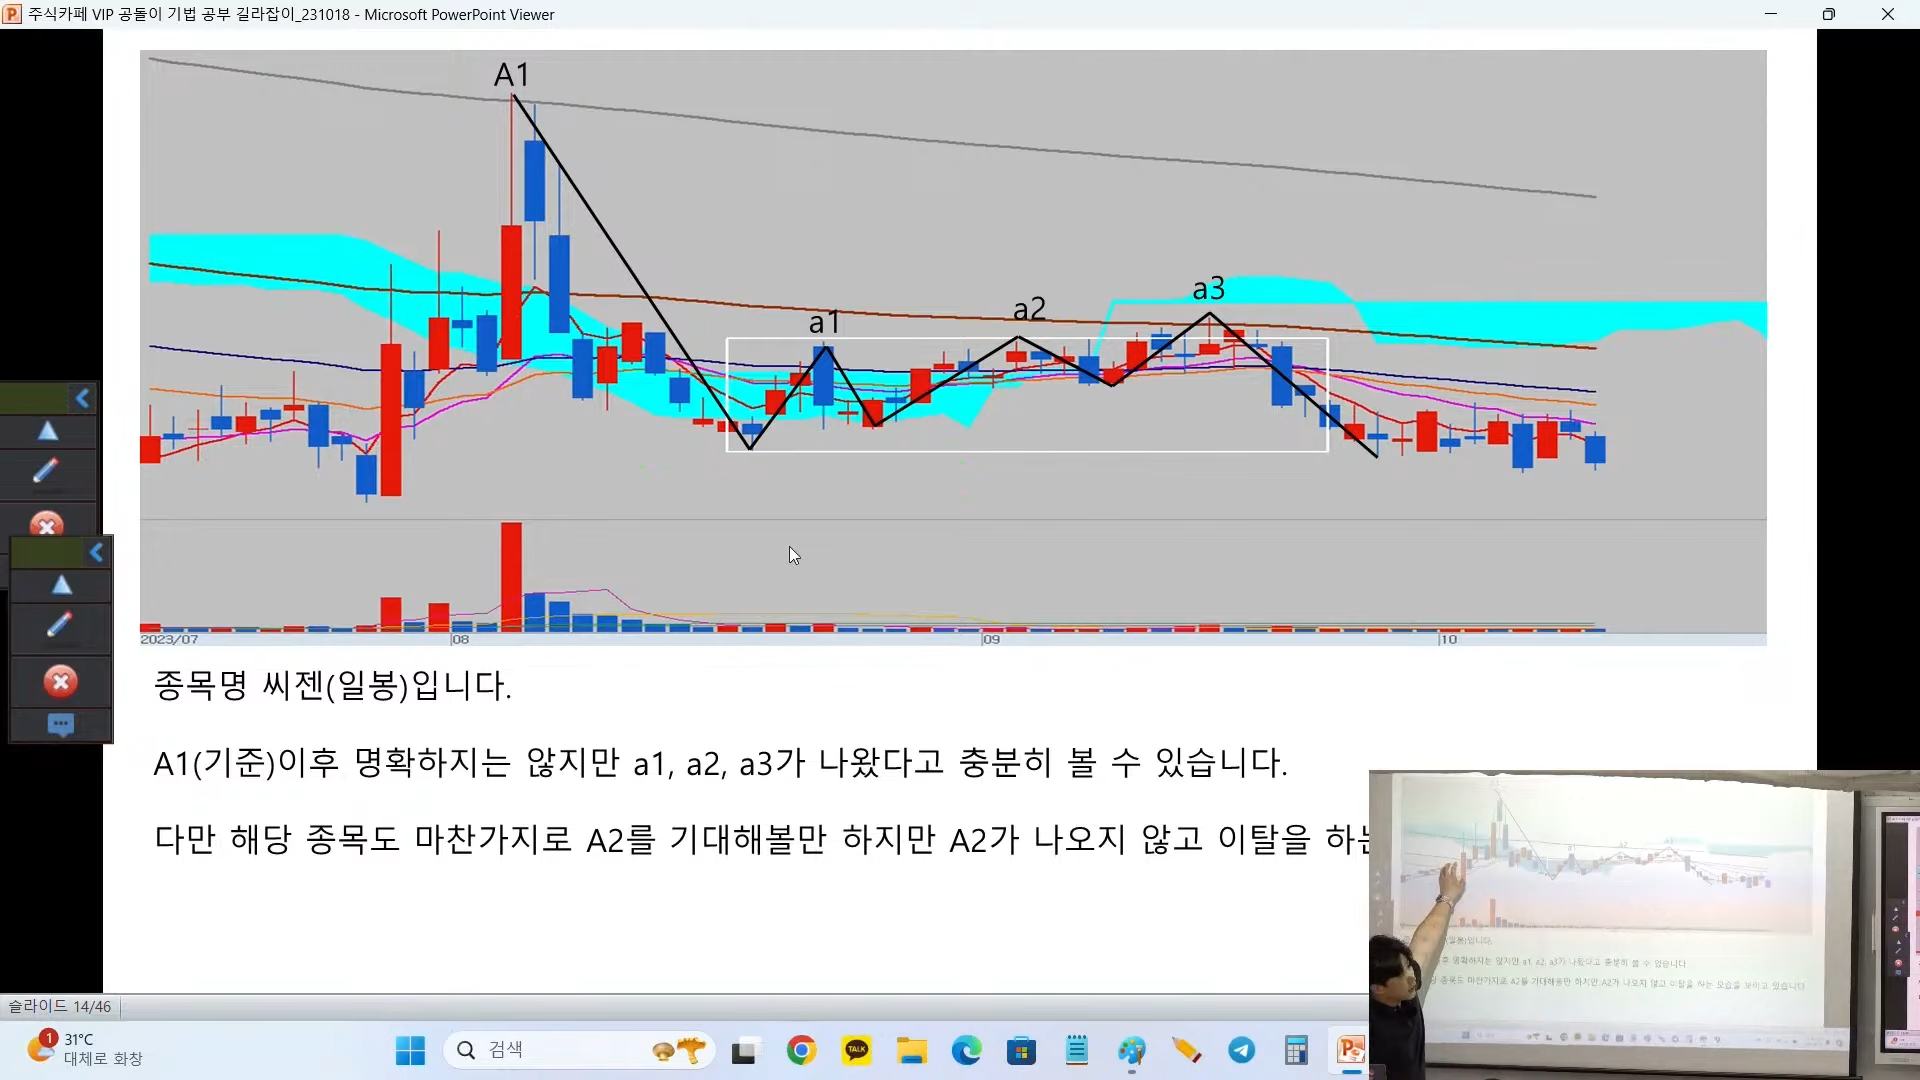 주식카페 VIP 공돌이 기법 공부 길라잡이_231018 - Microsoft PowerPoint Viewer
A1
a1
a2
a3
2023/07
08
09
10
종목명 씨젠(일봉)입니다.
A1(기준)이후 명확하지는 않지만 a1, a2, a3가 나왔다고 충분히 볼 수 있습니다.
다만 해당 종목도 마찬가지로 A2를 기대해볼만 하지만 A2가 나오지 않고 이탈을 하는
슬라이드 14/46
1
31°C
대체로 화창
검색
TALK